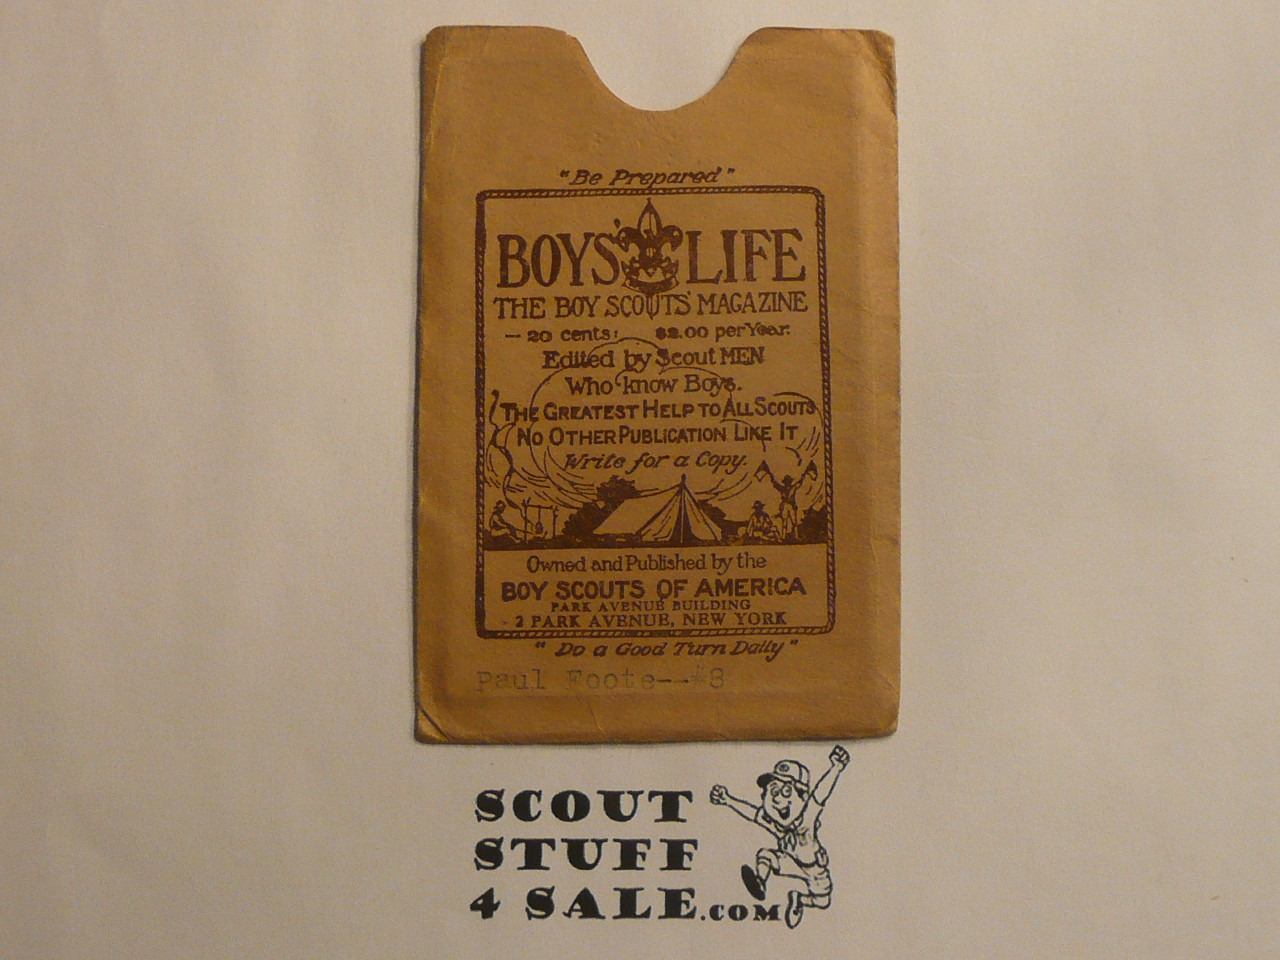 "Be Prepared"
BOYS' LIFE
THE BOY SCOUTS' MAGAZINE
— 20 cents: $2.00 per Year.
Edited by Scout MEN
Who know Boys.
THE GREATEST HELP TO ALL SCOUTS
NO OTHER PUBLICATION LIKE IT
Write for a Copy.
Owned and Published by the
BOY SCOUTS OF AMERICA
PARK AVENUE BUILDING
2 PARK AVENUE, NEW YORK
"Do a Good Turn Daily"
Paul Foote--#8
SCOUT
STUFF
4 SALE.COM